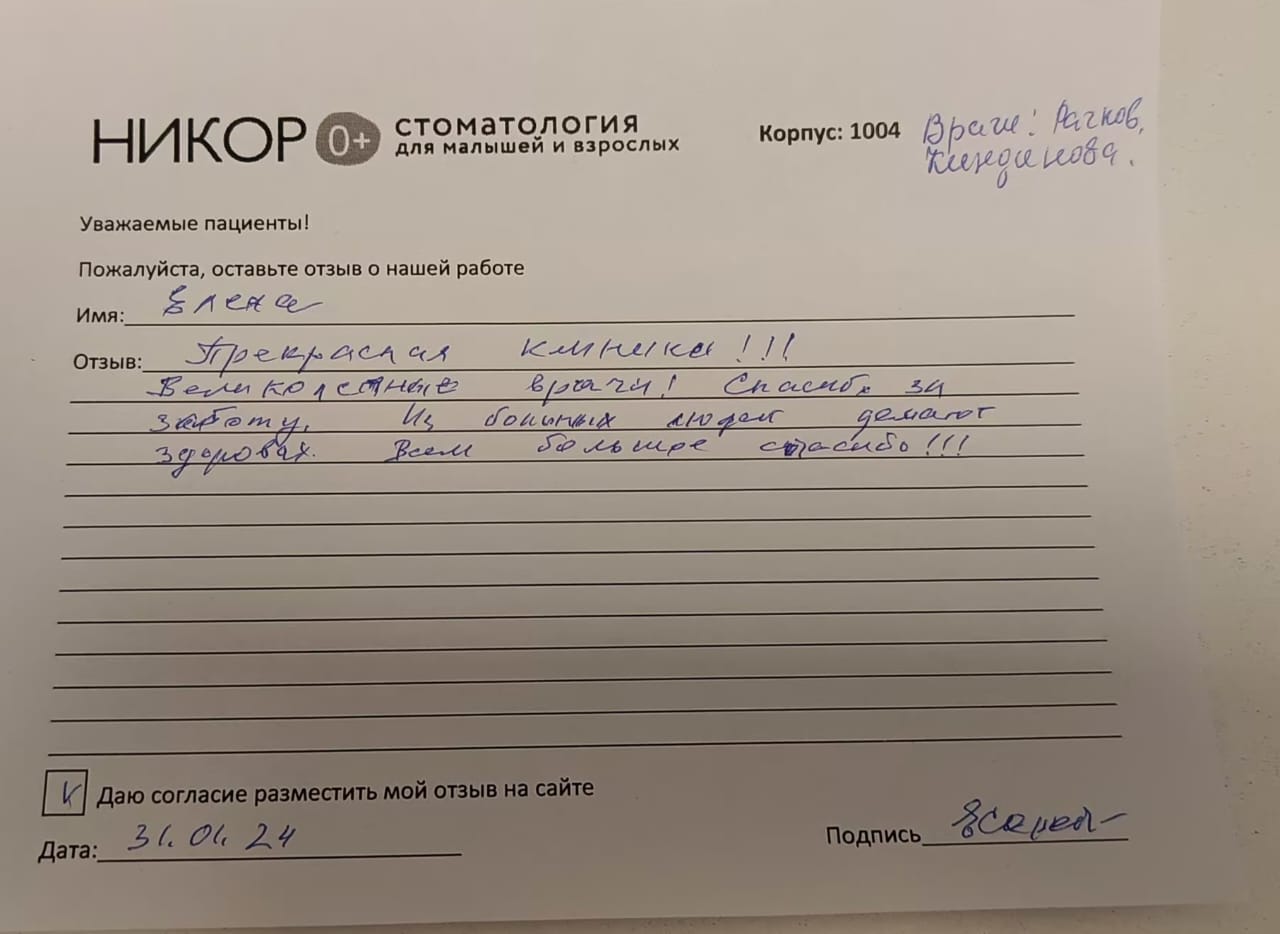 НИКОР 0+ СТОМАТОЛОГИЯ
для малышей и взрослых
Корпус: 1004
Врачи: Рачков,
Киндинова.
Уважаемые пациенты!
Пожалуйста, оставьте отзыв о нашей работе
Имя: Елена
Отзыв: Прекрасная клиника!!!
Великолепные врачи! Спасибо за
заботу. Из больных людей делают
здоровых. Всем большое спасибо!!!
V Даю согласие разместить мой отзыв на сайте
Дата: 31.01.24
Подпись